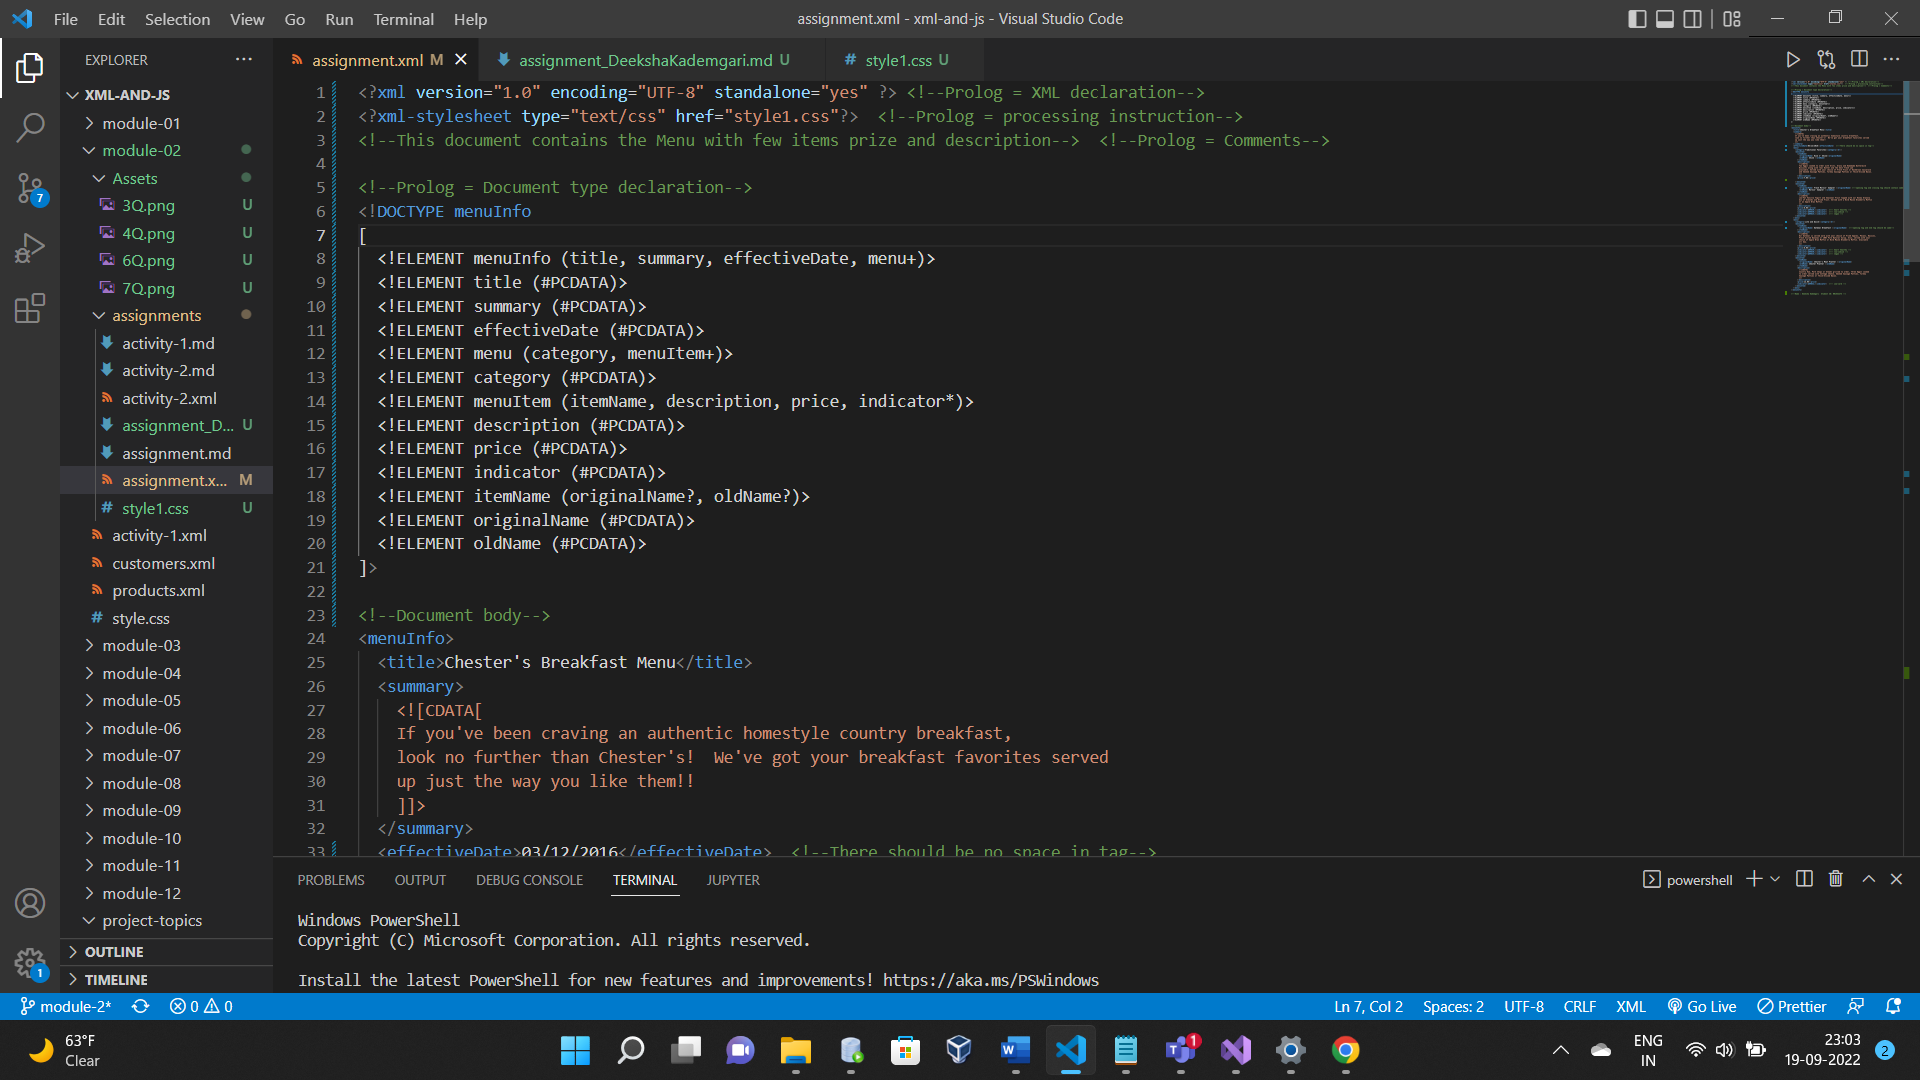 File Edit Selection View Go Run Terminal Help
assignment.xml - xml-and-js - Visual Studio Code
EXPLORER
assignment.xml M
assignment_DeekshaKademgari.md U
style1.css U
XML-AND-JS
module-01
module-02
Assets
3Q.png U
4Q.png U
6Q.png U
7Q.png U
assignments
activity-1.md
activity-2.md
activity-2.xml
assignment_D... U
assignment.md
assignment.x... M
style1.css U
activity-1.xml
customers.xml
products.xml
style.css
module-03
module-04
module-05
module-06
module-07
module-08
module-09
module-10
module-11
module-12
project-topics
OUTLINE
TIMELINE
7
1
1 <?xml version="1.0" encoding="UTF-8" standalone="yes" ?> <!--Prolog = XML declaration-->
2 <?xml-stylesheet type="text/css" href="style1.css"?>  <!--Prolog = processing instruction-->
3 <!--This document contains the Menu with few items prize and description-->  <!--Prolog = Comments-->
4
5 <!--Prolog = Document type declaration-->
6 <!DOCTYPE menuInfo
7 [
8 <!ELEMENT menuInfo (title, summary, effectiveDate, menu+)>
9 <!ELEMENT title (#PCDATA)>
10 <!ELEMENT summary (#PCDATA)>
11 <!ELEMENT effectiveDate (#PCDATA)>
12 <!ELEMENT menu (category, menuItem+)>
13 <!ELEMENT category (#PCDATA)>
14 <!ELEMENT menuItem (itemName, description, price, indicator*)>
15 <!ELEMENT description (#PCDATA)>
16 <!ELEMENT price (#PCDATA)>
17 <!ELEMENT indicator (#PCDATA)>
18 <!ELEMENT itemName (originalName?, oldName?)>
19 <!ELEMENT originalName (#PCDATA)>
20 <!ELEMENT oldName (#PCDATA)>
21 ]>
22
23 <!--Document body-->
24 <menuInfo>
25 <title>Chester's Breakfast Menu</title>
26 <summary>
27 <![CDATA[
28 If you've been craving an authentic homestyle country breakfast,
29 look no further than Chester's!  We've got your breakfast favorites served
30 up just the way you like them!!
31 ]]>
32 </summary>
33 <effectiveDate>03/12/2016</effectiveDate>  <!--There should be no space in tag-->
PROBLEMS OUTPUT DEBUG CONSOLE TERMINAL JUPYTER
powershell
Windows PowerShell
Copyright (C) Microsoft Corporation. All rights reserved.
Install the latest PowerShell for new features and improvements! https://aka.ms/PSWindows
module-2* 0 0
Ln 7, Col 2 Spaces: 2 UTF-8 CRLF XML Go Live Prettier
63°F
Clear
1
ENG
IN
23:03
19-09-2022
2